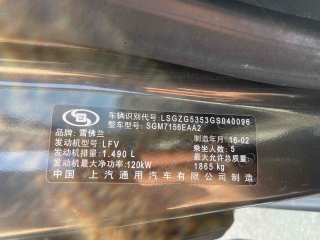 车辆识别代号: LSGZG5353GS040096
整车型号: SGM7156EAA2
品牌: 雪佛兰
制造年月: 16-02
发动机型号: LFV
乘坐人数: 5
发动机排量: 1.490 L
最大允许总质量:
发动机最大净功率: 120kW
1865 kg
中国 上汽通用汽车有限公司 制造